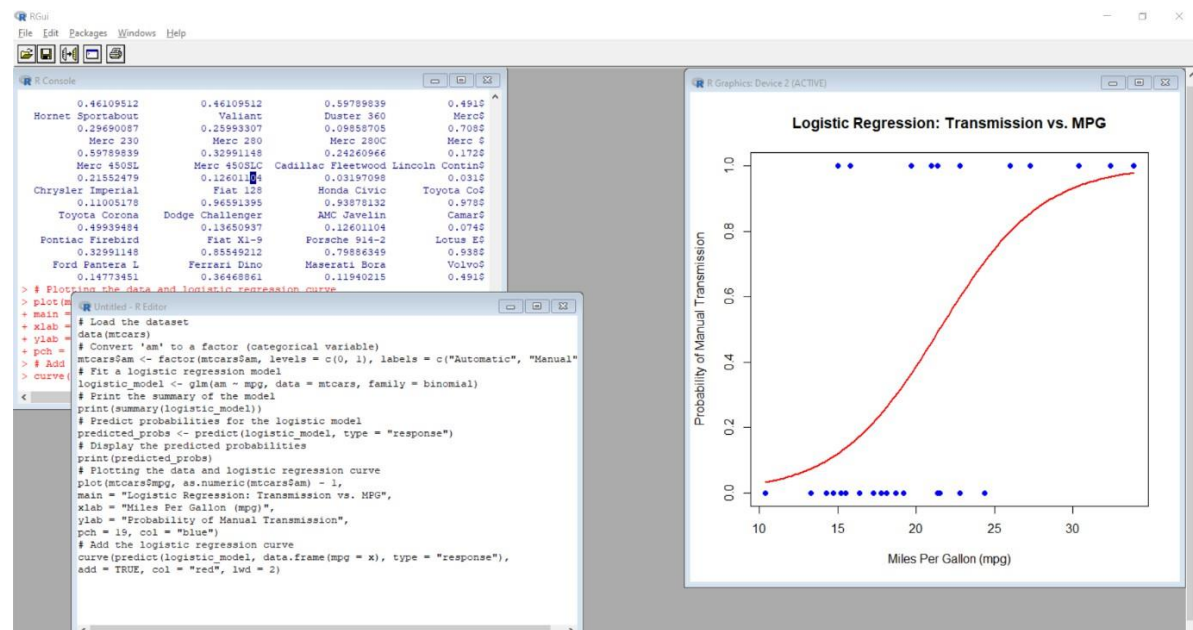 RGui
File Edit Packages Windows Help
R Console
0.46109512 0.46109512 0.59789839 0.491$
Hornet Sportabout Valiant Duster 360 Merc$
0.29690087 0.25993307 0.09858705 0.708$
Merc 230 Merc 280 Merc 280C Merc $
0.59789839 0.32991148 0.24260966 0.172$
Merc 450SL Merc 450SLC Cadillac Fleetwood Lincoln Contin$
0.21552479 0.12601104 0.03197098 0.031$
Chrysler Imperial Fiat 128 Honda Civic Toyota Co$
0.11005178 0.96591395 0.93878132 0.978$
Toyota Corona Dodge Challenger AMC Javelin Camar$
0.49939484 0.13650937 0.12601104 0.074$
Pontiac Firebird Fiat X1-9 Porsche 914-2 Lotus E$
0.32991148 0.85549212 0.79886349 0.938$
Ford Pantera L Ferrari Dino Maserati Bora Volvo$
0.14773451 0.36468861 0.11940215 0.491$
> # Plotting the data and logistic regression curve
> plot(m
+ main =
+ xlab =
+ ylab =
+ pch =
> # Add
> curve(
Untitled - R Editor
# Load the dataset
data(mtcars)
# Convert 'am' to a factor (categorical variable)
mtcars$am <- factor(mtcars$am, levels = c(0, 1), labels = c("Automatic", "Manual"
# Fit a logistic regression model
logistic_model <- glm(am ~ mpg, data = mtcars, family = binomial)
# Print the summary of the model
print(summary(logistic_model))
# Predict probabilities for the logistic model
predicted_probs <- predict(logistic_model, type = "response")
# Display the predicted probabilities
print(predicted_probs)
# Plotting the data and logistic regression curve
plot(mtcars$mpg, as.numeric(mtcars$am) - 1,
main = "Logistic Regression: Transmission vs. MPG",
xlab = "Miles Per Gallon (mpg)",
ylab = "Probability of Manual Transmission",
pch = 19, col = "blue")
# Add the logistic regression curve
curve(predict(logistic_model, data.frame(mpg = x), type = "response"),
add = TRUE, col = "red", lwd = 2)
R Graphics: Device 2 (ACTIVE)
Logistic Regression: Transmission vs. MPG
Probability of Manual Transmission
1.0
0.8
0.6
0.4
0.2
0.0
10 15 20 25 30
Miles Per Gallon (mpg)